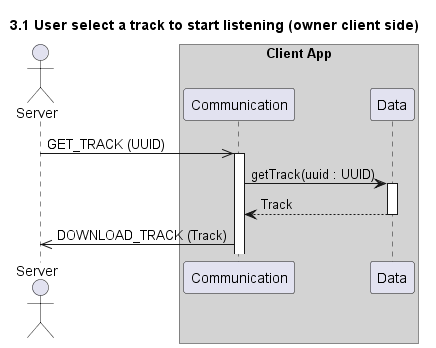 3.1 User select a track to start listening (owner client side)
Client App
Server
Communication
Data
GET_TRACK (UUID)
getTrack(uuid : UUID)
Track
DOWNLOAD_TRACK (Track)
Server
Communication
Data